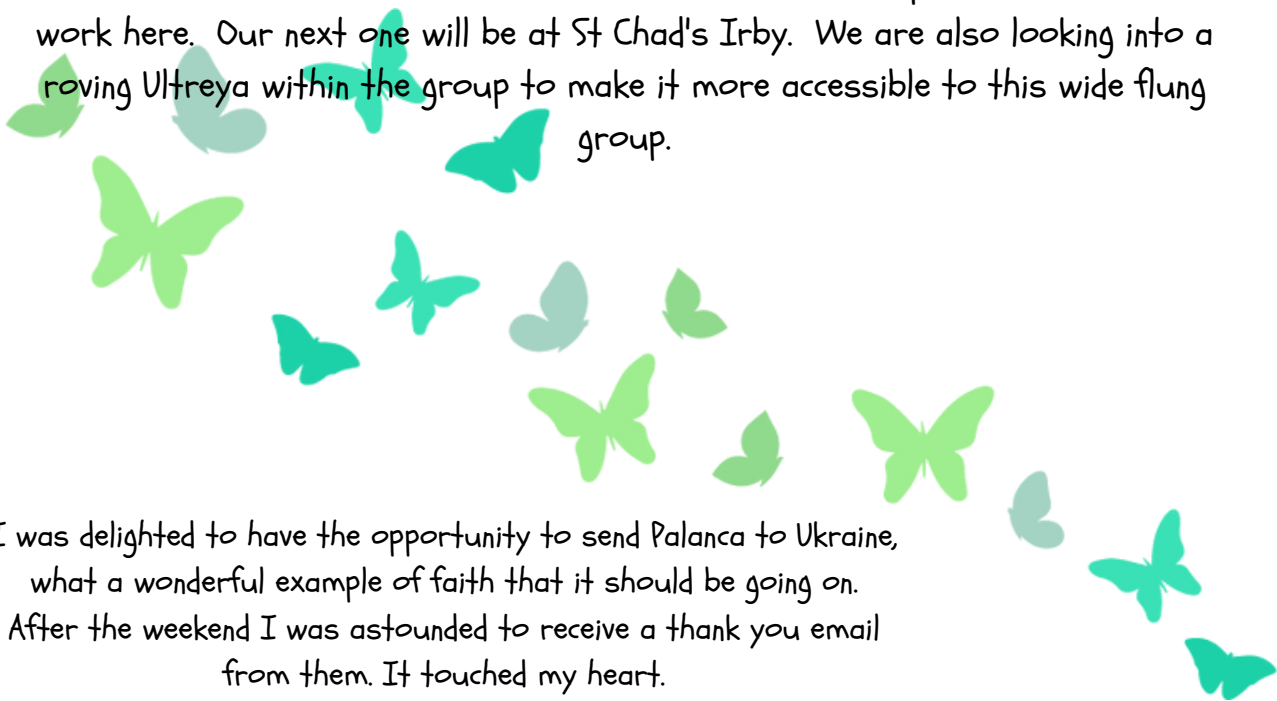 work here.  Our next one will be at St Chad's Irby.  We are also looking into a
roving Ultreya within the group to make it more accessible to this wide flung
group.
I was delighted to have the opportunity to send Palanca to Ukraine,
what a wonderful example of faith that it should be going on.
After the weekend I was astounded to receive a thank you email
from them. It touched my heart.